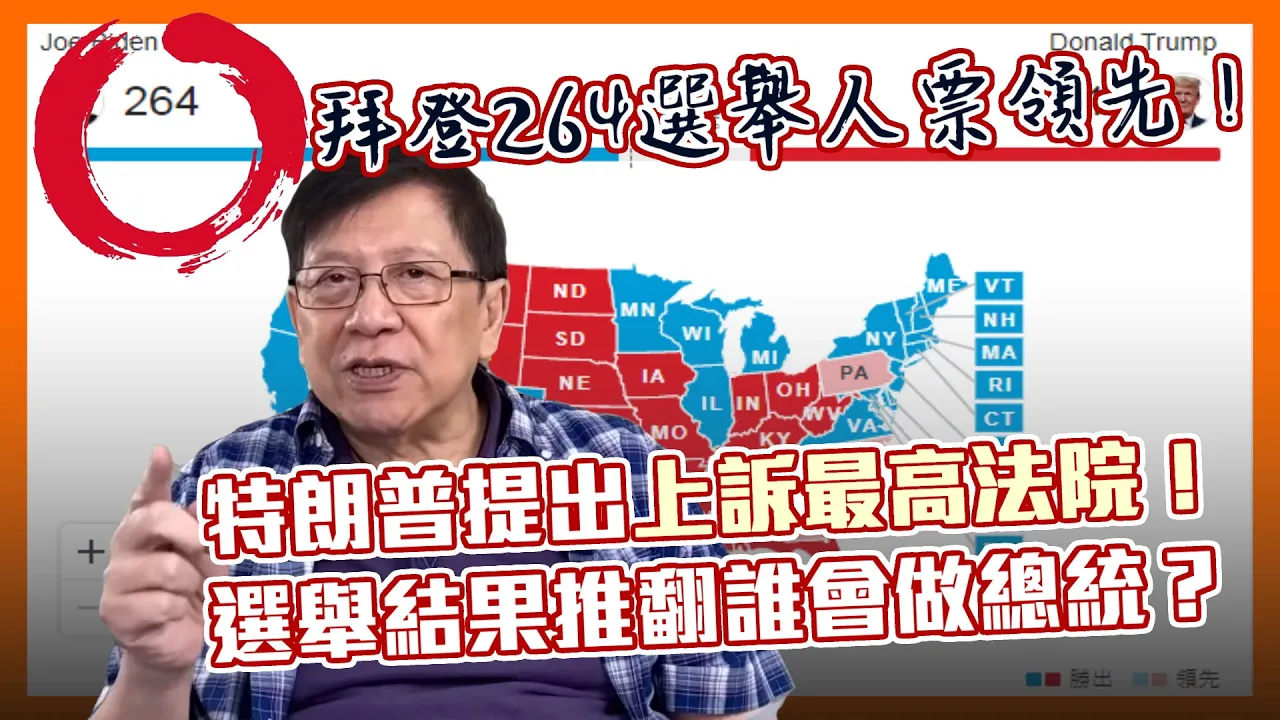 Joe Biden
Donald Trump
264
拜登264選舉人票領先！
ND
MN
ME
VT
SD
WI
NH
NY
MI
MA
NE
IA
PA
RI
IL
IN
OH
CT
WV
VA
MO
KY
特朗普提出上訴最高法院！
選舉結果推翻誰會做總統？
勝出
領先